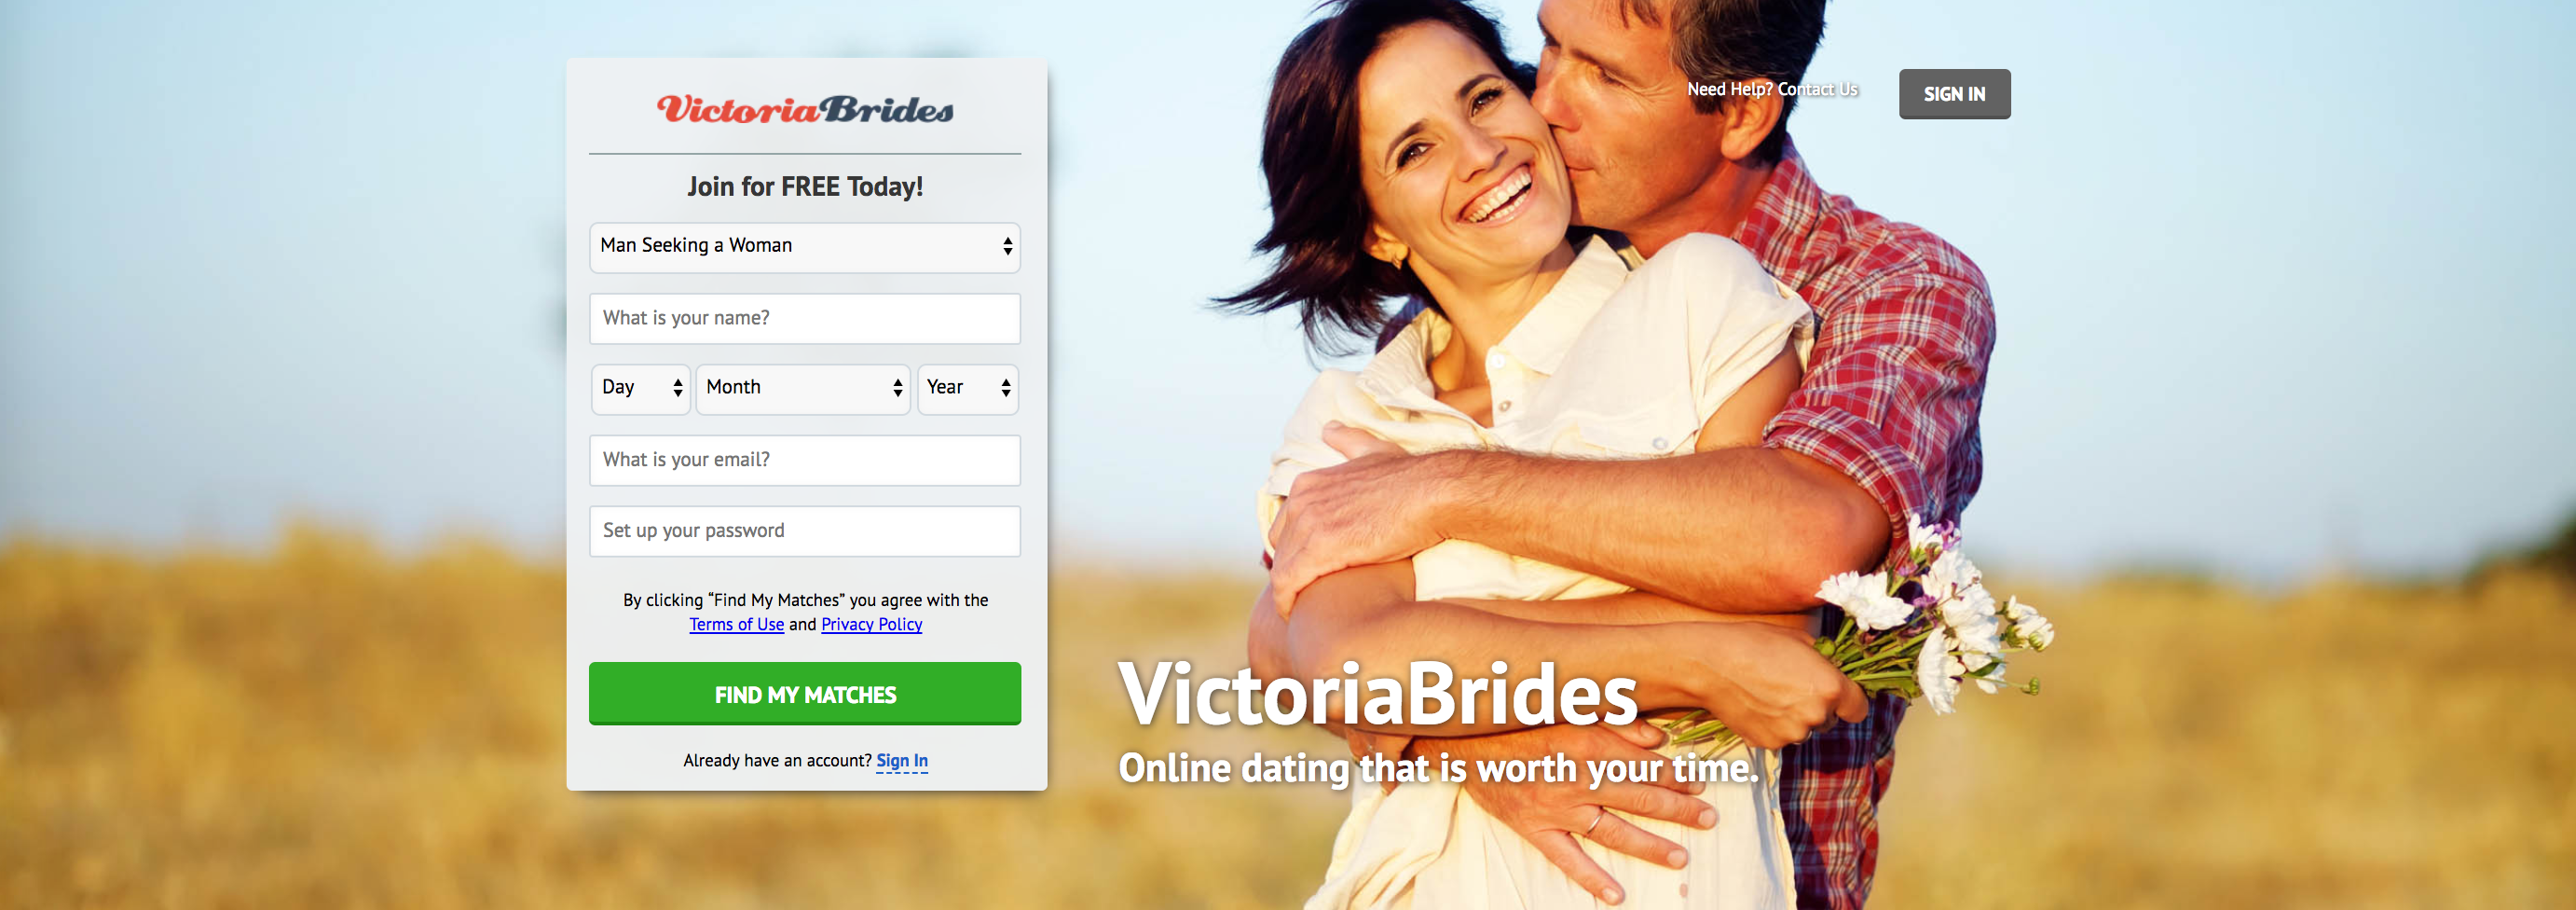 VictoriaBrides
Join for FREE Today!
Man Seeking a Woman
What is your name?
Day Month Year
What is your email?
Set up your password
By clicking “Find My Matches” you agree with the
Terms of Use and Privacy Policy
FIND MY MATCHES
Already have an account? Sign In
Need Help? Contact Us
SIGN IN
VictoriaBrides
Online dating that is worth your time.